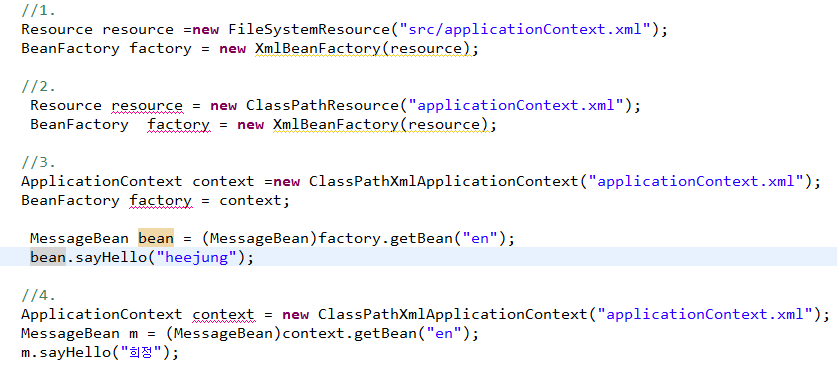 //1.
Resource resource =new FileSystemResource("src/applicationContext.xml");
BeanFactory factory = new XmlBeanFactory(resource);
//2.
Resource resource = new ClassPathResource("applicationContext.xml");
BeanFactory  factory = new XmlBeanFactory(resource);
//3.
ApplicationContext context =new ClassPathXmlApplicationContext("applicationContext.xml");
BeanFactory factory = context;
MessageBean bean = (MessageBean)factory.getBean("en");
bean.sayHello("heejung");
//4.
ApplicationContext context = new ClassPathXmlApplicationContext("applicationContext.xml");
MessageBean m = (MessageBean)context.getBean("en");
m.sayHello("희정");